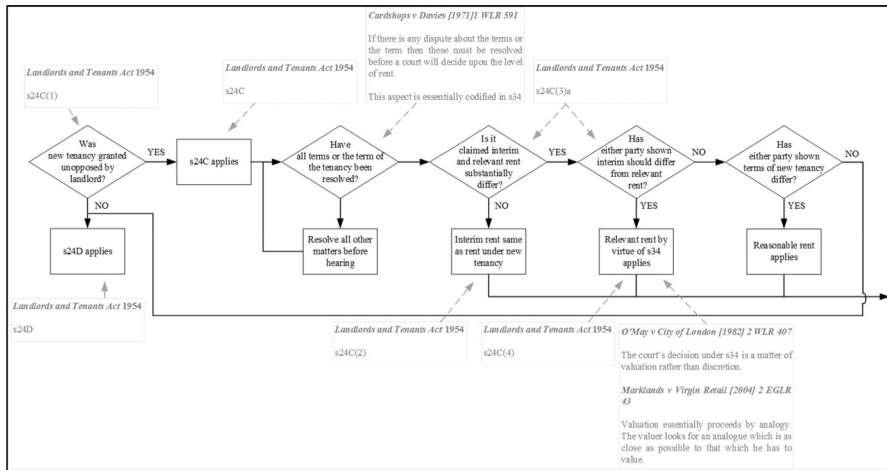 Cardshops v Davies [1971]1 WLR 591
If there is any dispute about the terms or
the term then these must be resolved
before a court will decide upon the level
of rent.
This aspect is essentially codified in s34
Landlords and Tenants Act 1954
s24C(1)
Landlords and Tenants Act 1954
s24C
Landlords and Tenants Act 1954
s24C(3)a
Was
new tenancy granted
unopposed by
landlord?
YES
s24C applies
Have
all terms or the term of
the tenancy been
resolved?
Is it
claimed interim
and relevant rent
substantially
differ?
YES
Has
either party shown
interim should differ
from relevant
rent?
NO
Has
either party shown
terms of new tenancy
differ?
NO
NO
NO
YES
YES
s24D applies
Resolve all other
matters before
hearing
Interim rent same
as rent under new
tenancy
Relevant rent by
virtue of s34
applies
Reasonable rent
applies
Landlords and Tenants Act 1954
s24D
Landlords and Tenants Act 1954
s24C(2)
Landlords and Tenants Act 1954
s24C(4)
O'May v City of London [1982] 2 WLR 407
The court's decision under s34 is a matter of
valuation rather than discretion.
Marklands v Virgin Retail [2004] 2 EGLR
43
Valuation essentially proceeds by analogy.
The valuer looks for an analogue which is as
close as possible to that which he has to
value.